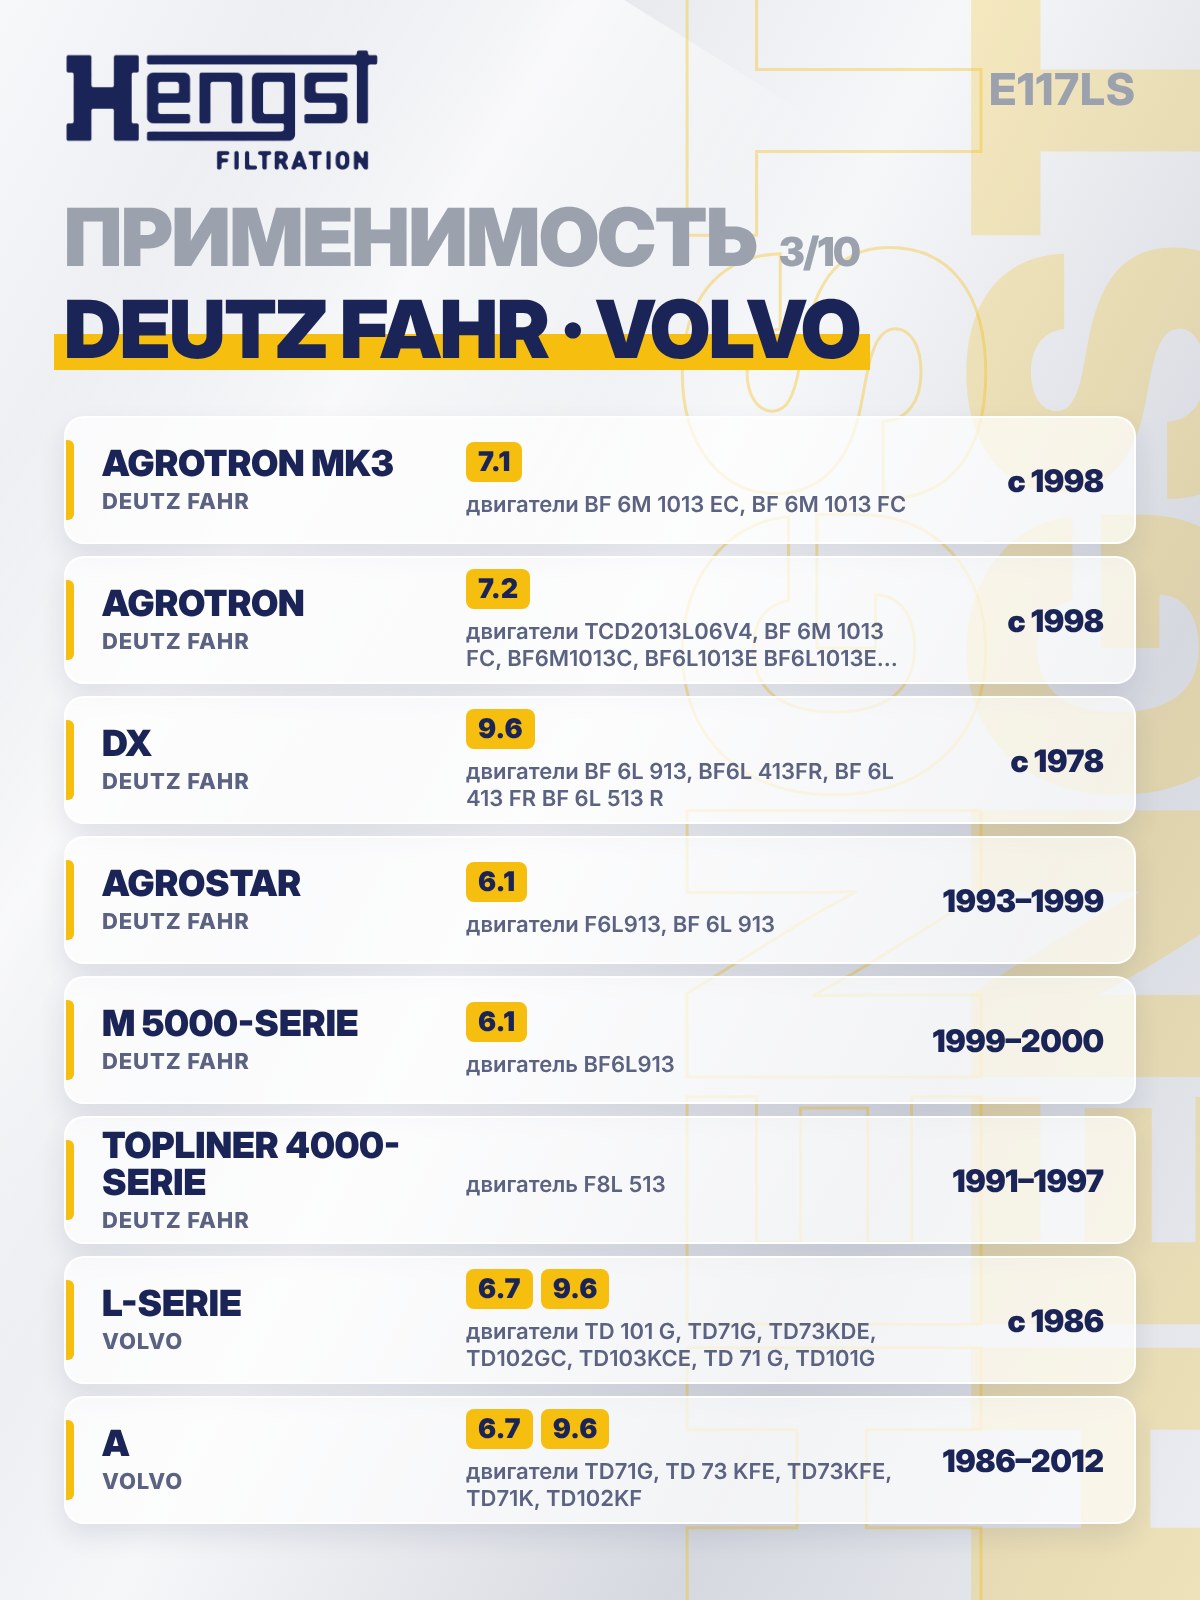 Hengst
FILTRATION
E117LS
ПРИМЕНИМОСТЬ 3/10
DEUTZ FAHR · VOLVO
AGROTRON MK3
DEUTZ FAHR
7.1
двигатели BF 6M 1013 EC, BF 6M 1013 FC
с 1998
AGROTRON
DEUTZ FAHR
7.2
двигатели TCD2013L06V4, BF 6M 1013
FC, BF6M1013C, BF6L1013E BF6L1013E...
с 1998
DX
DEUTZ FAHR
9.6
двигатели BF 6L 913, BF6L 413FR, BF 6L
413 FR BF 6L 513 R
с 1978
AGROSTAR
DEUTZ FAHR
6.1
двигатели F6L913, BF 6L 913
1993–1999
M 5000-SERIE
DEUTZ FAHR
6.1
двигатель BF6L913
1999–2000
TOPLINER 4000-
SERIE
DEUTZ FAHR
двигатель F8L 513
1991–1997
L-SERIE
VOLVO
6.7 9.6
двигатели TD 101 G, TD71G, TD73KDE,
TD102GC, TD103KCE, TD 71 G, TD101G
с 1986
A
VOLVO
6.7 9.6
двигатели TD71G, TD 73 KFE, TD73KFE,
TD71K, TD102KF
1986–2012
HENGST